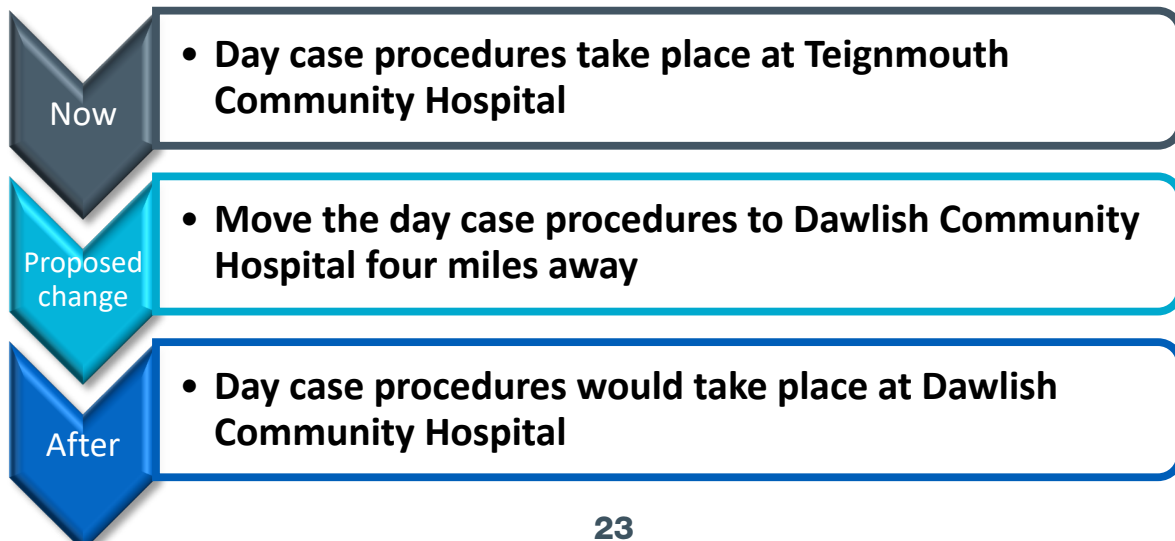 Now
• Day case procedures take place at Teignmouth
Community Hospital
Proposed
change
• Move the day case procedures to Dawlish Community
Hospital four miles away
After
• Day case procedures would take place at Dawlish
Community Hospital
23